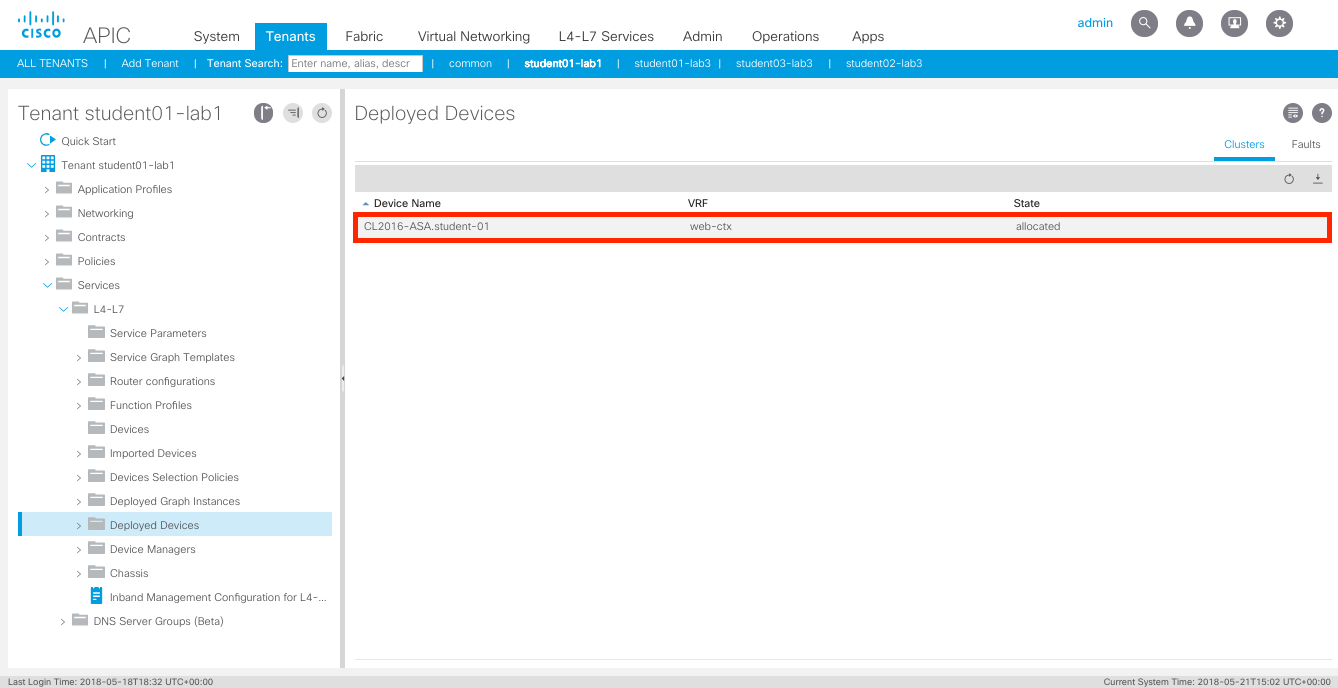 CISCO APIC System Tenants Fabric Virtual Networking L4-L7 Services Admin Operations Apps admin
ALL TENANTS | Add Tenant | Tenant Search: Enter name, alias, descr | common | student01-lab1 | student01-lab3 | student03-lab3 | student02-lab3
Tenant student01-lab1
Quick Start
Tenant student01-lab1
Application Profiles
Networking
Contracts
Policies
Services
L4-L7
Service Parameters
Service Graph Templates
Router configurations
Function Profiles
Devices
Imported Devices
Devices Selection Policies
Deployed Graph Instances
Deployed Devices
Device Managers
Chassis
Inband Management Configuration for L4-...
DNS Server Groups (Beta)
Deployed Devices
?
Clusters Faults
Device Name VRF State
CL2016-ASA.student-01 web-ctx allocated
Last Login Time: 2018-05-18T18:32 UTC+00:00 Current System Time: 2018-05-21T15:02 UTC+00:00